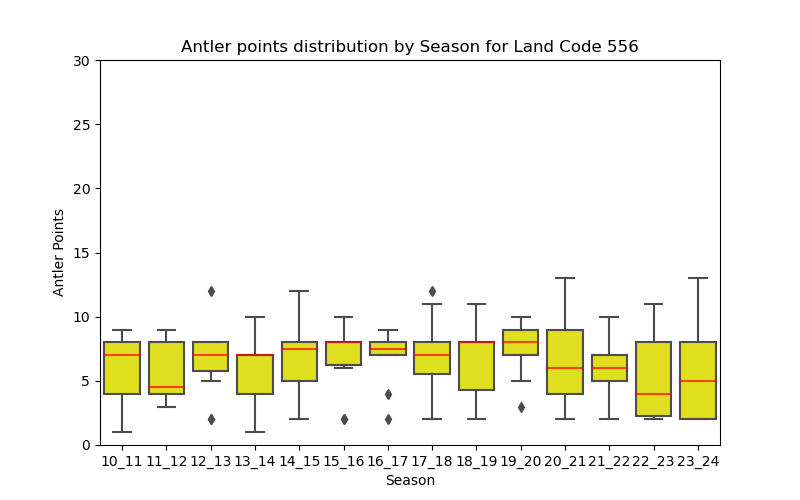 Antler points distribution by Season for Land Code 556
30
25
20
15
10
5
0
Antler Points
10_11 11_12 12_13 13_14 14_15 15_16 16_17 17_18 18_19 19_20 20_21 21_22 22_23 23_24
Season